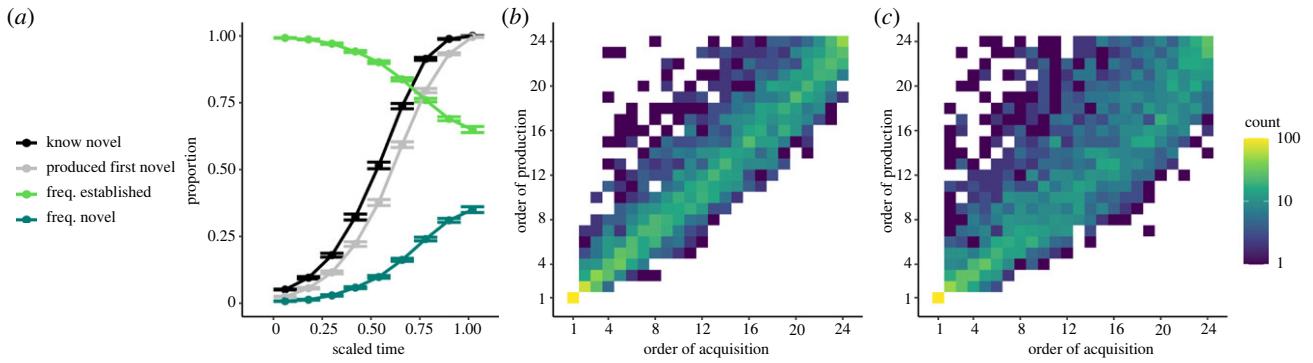 (a)
know novel
produced first novel
freq. established
freq. novel
proportion
1.00
0.75
0.50
0.25
0
0 0.25 0.50 0.75 1.00
scaled time
(b)
order of production
24
20
16
12
8
4
1
1 4 8 12 16 20 24
order of acquisition
(c)
order of production
24
20
16
12
8
4
1
1 4 8 12 16 20 24
order of acquisition
count
100
10
1